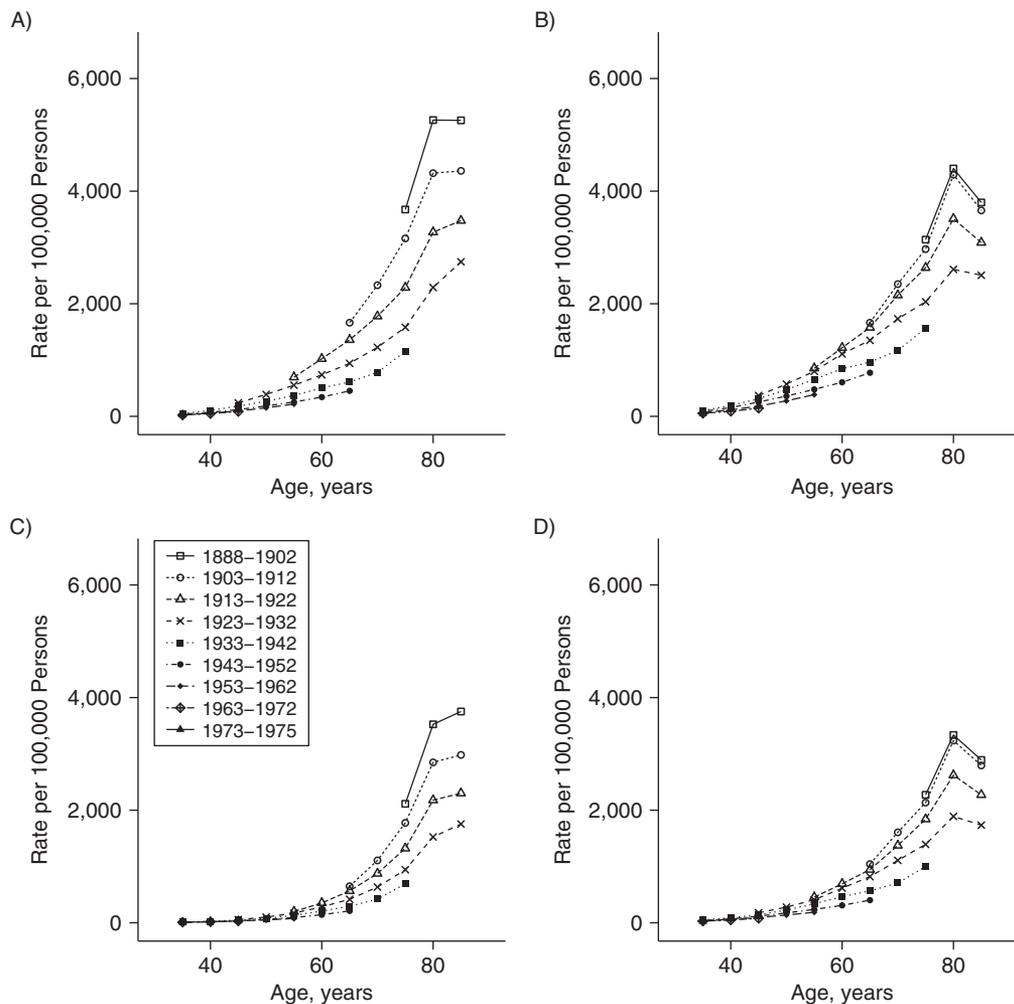 A)
6,000
4,000
2,000
0
Rate per 100,000 Persons
40 60 80
Age, years
B)
6,000
4,000
2,000
0
Rate per 100,000 Persons
40 60 80
Age, years
C)
6,000
4,000
2,000
0
Rate per 100,000 Persons
1888–1902
1903–1912
1913–1922
1923–1932
1933–1942
1943–1952
1953–1962
1963–1972
1973–1975
40 60 80
Age, years
D)
6,000
4,000
2,000
0
Rate per 100,000 Persons
40 60 80
Age, years